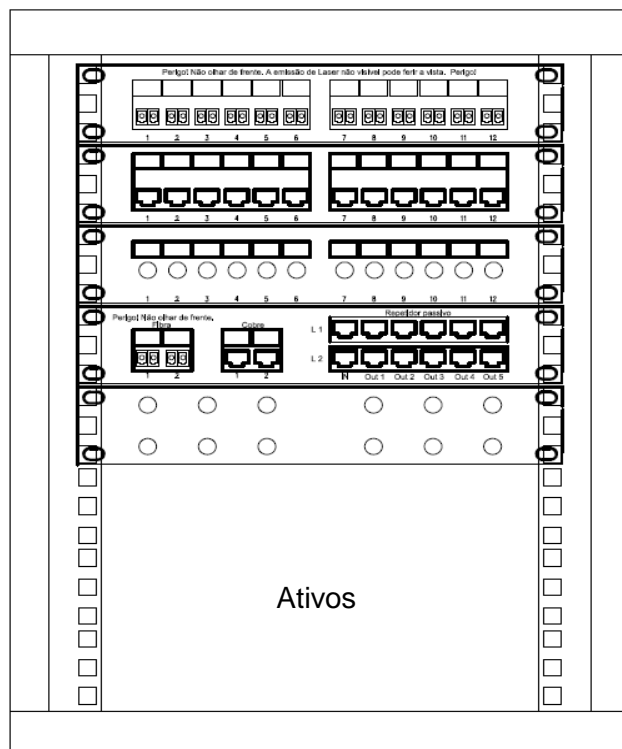 Perigo! Não olhar de frente. A emissão de Laser não visível pode ferir a vista. Perigo!
1 2 3 4 5 6 7 8 9 10 11 12
1 2 3 4 5 6 7 8 9 10 11 12
1 2 3 4 5 6 7 8 9 10 11 12
Perigo! Não olhar de frente.
Fibra
Cobre
Repetidor passivo
L 1
L 2
1 2 1 2 IN Out 1 Out 2 Out 3 Out 4 Out 5
Ativos